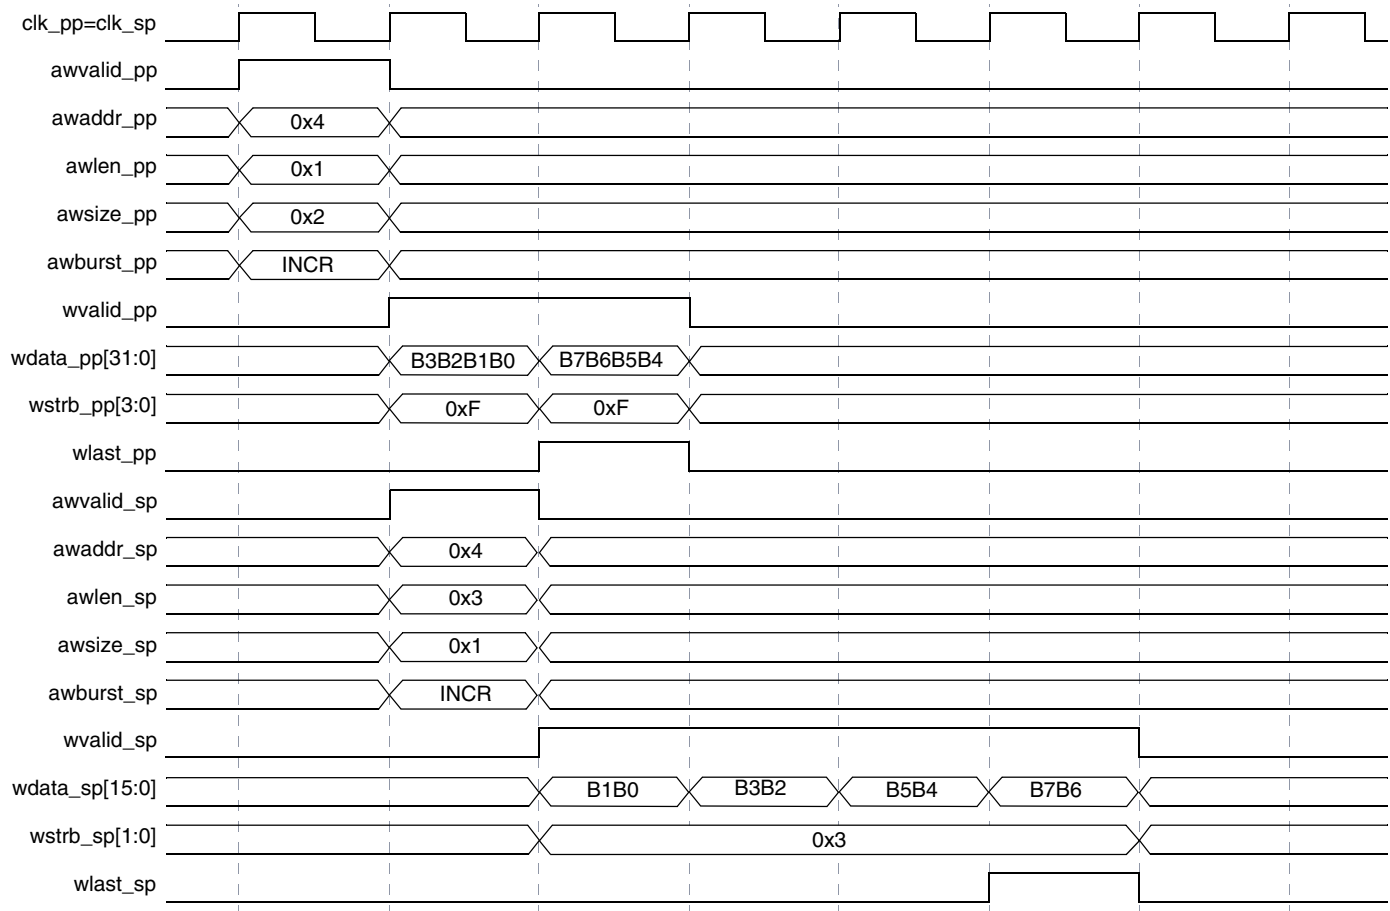 clk_pp=clk_sp
awvalid_pp
awaddr_pp 0x4
awlen_pp 0x1
awsize_pp 0x2
awburst_pp INCR
wvalid_pp
wdata_pp[31:0] B3B2B1B0 B7B6B5B4
wstrb_pp[3:0] 0xF 0xF
wlast_pp
awvalid_sp
awaddr_sp 0x4
awlen_sp 0x3
awsize_sp 0x1
awburst_sp INCR
wvalid_sp
wdata_sp[15:0] B1B0 B3B2 B5B4 B7B6
wstrb_sp[1:0] 0x3
wlast_sp